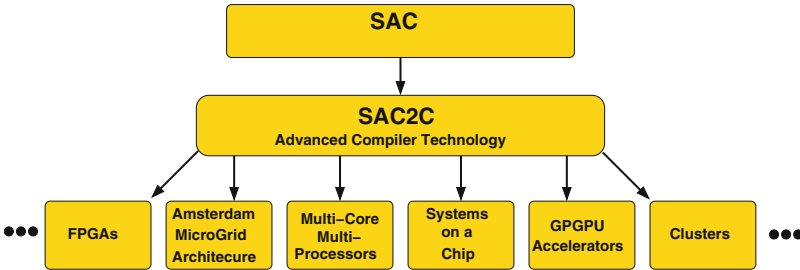 SAC
SAC2C
Advanced Compiler Technology
FPGAs
Amsterdam
MicroGrid
Architecure
Multi-Core
Multi-
Processors
Systems
on a
Chip
GPGPU
Accelerators
Clusters